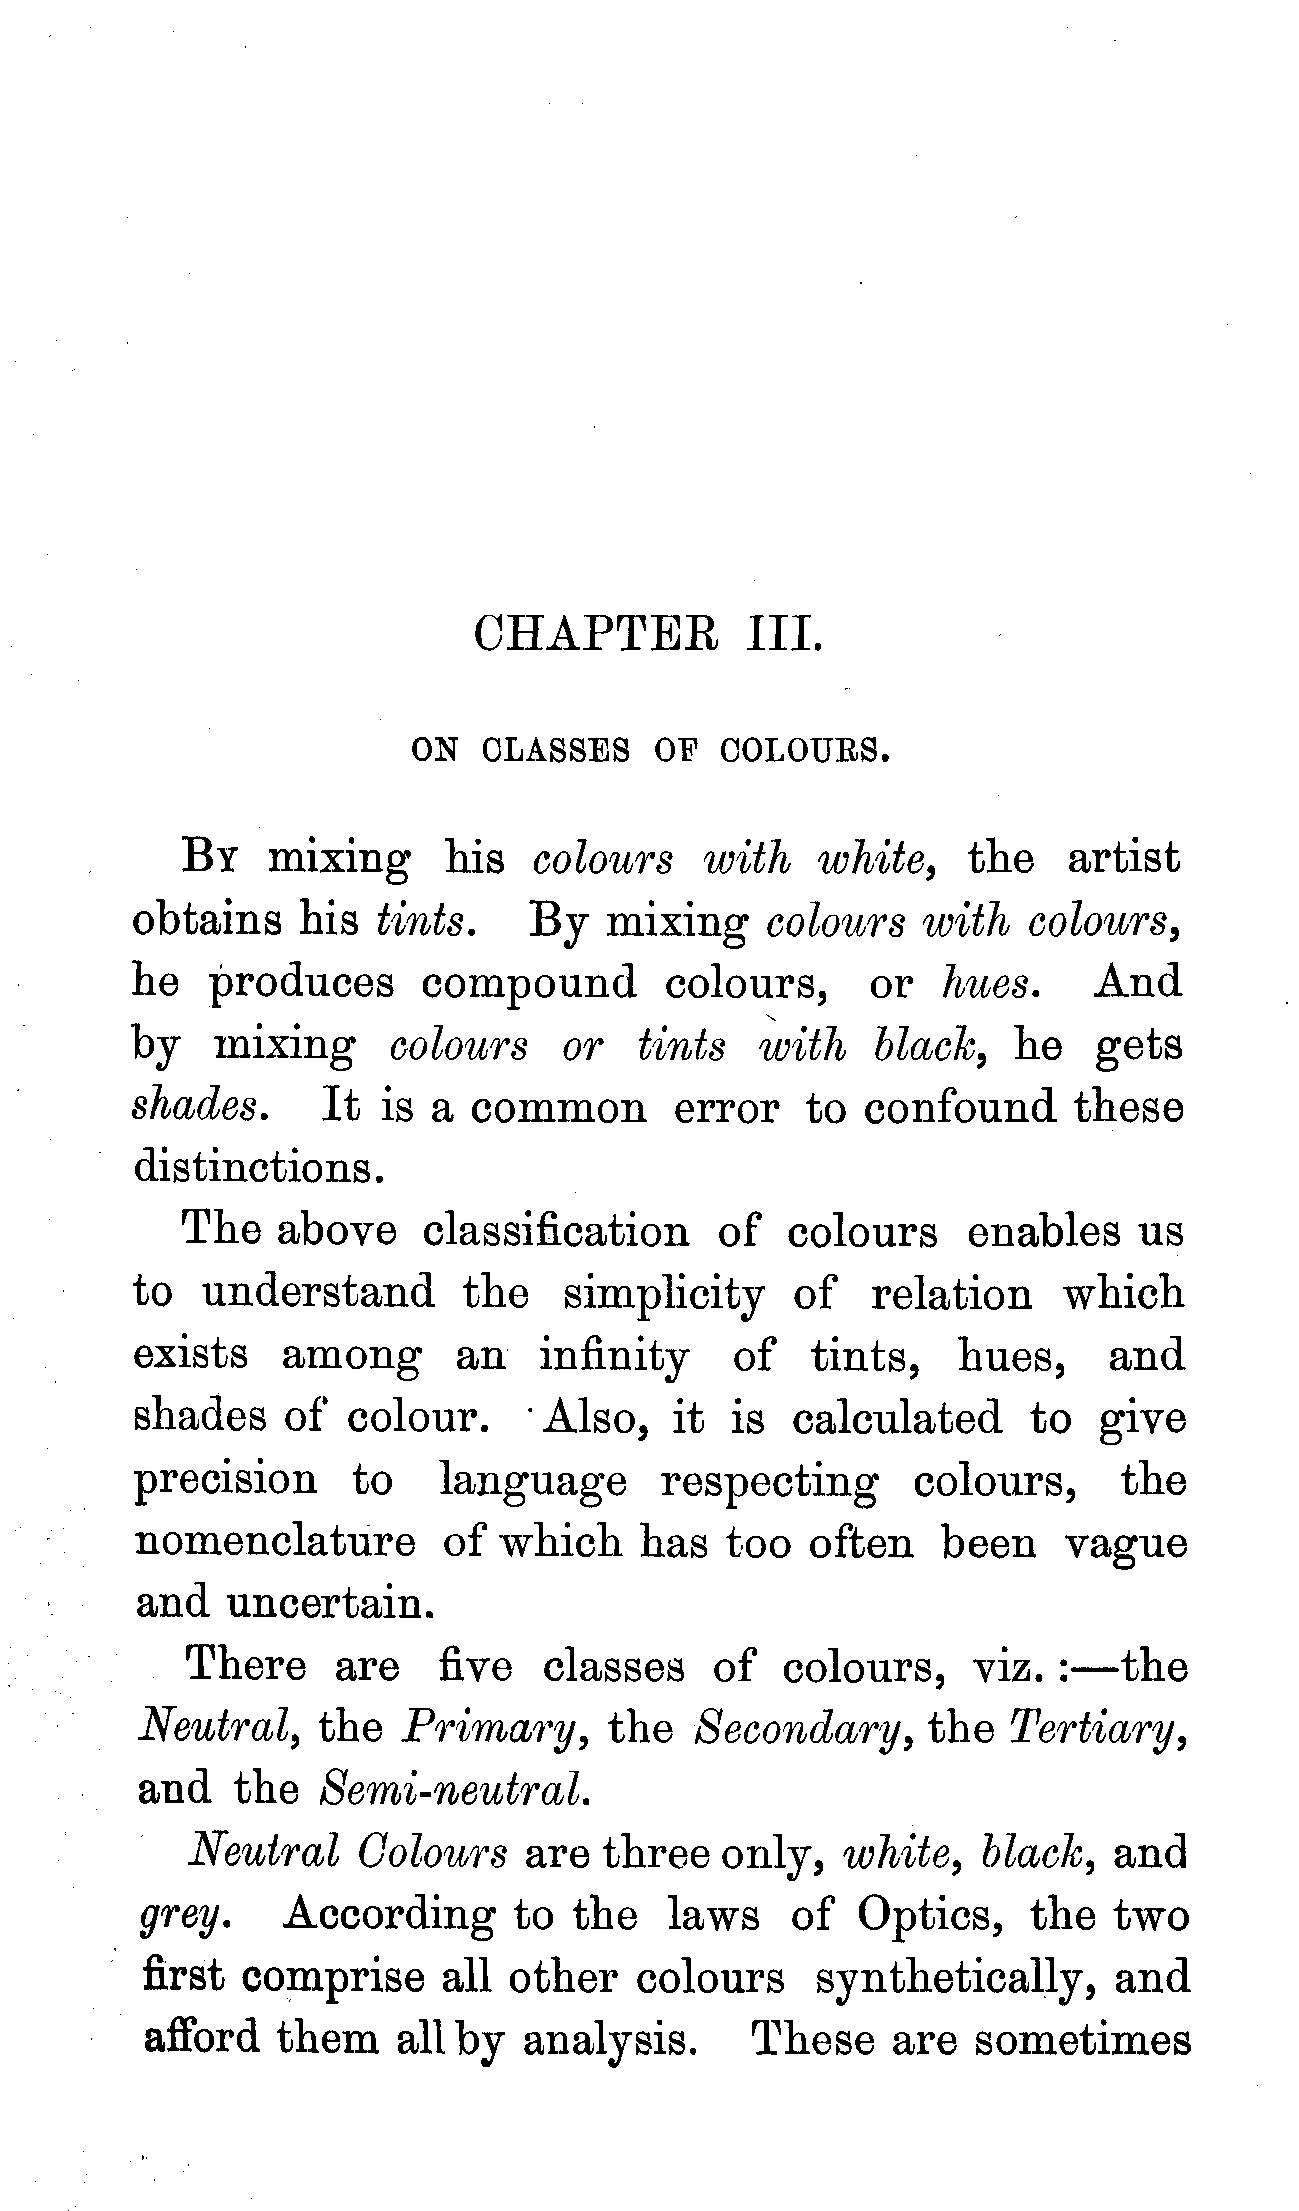 CHAPTER III.
ON CLASSES OF COLOURS.
By mixing his colours with white, the artist
obtains his tints. By mixing colours with colours,
he produces compound colours, or hues. And
by mixing colours or tints with black, he gets
shades. It is a common error to confound these
distinctions.
The above classification of colours enables us
to understand the simplicity of relation which
exists among an infinity of tints, hues, and
shades of colour. Also, it is calculated to give
precision to language respecting colours, the
nomenclature of which has too often been vague
and uncertain.
There are five classes of colours, viz. :—the
Neutral, the Primary, the Secondary, the Tertiary,
and the Semi-neutral.
Neutral Colours are three only, white, black, and
grey. According to the laws of Optics, the two
first comprise all other colours synthetically, and
afford them all by analysis. These are sometimes